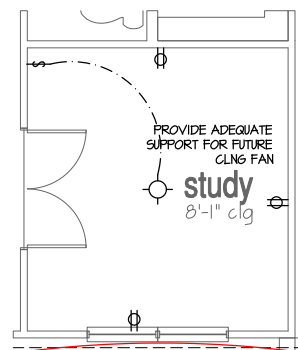 S
PROVIDE ADEQUATE
SUPPORT FOR FUTURE
CLNG FAN
study
8'-1" clg